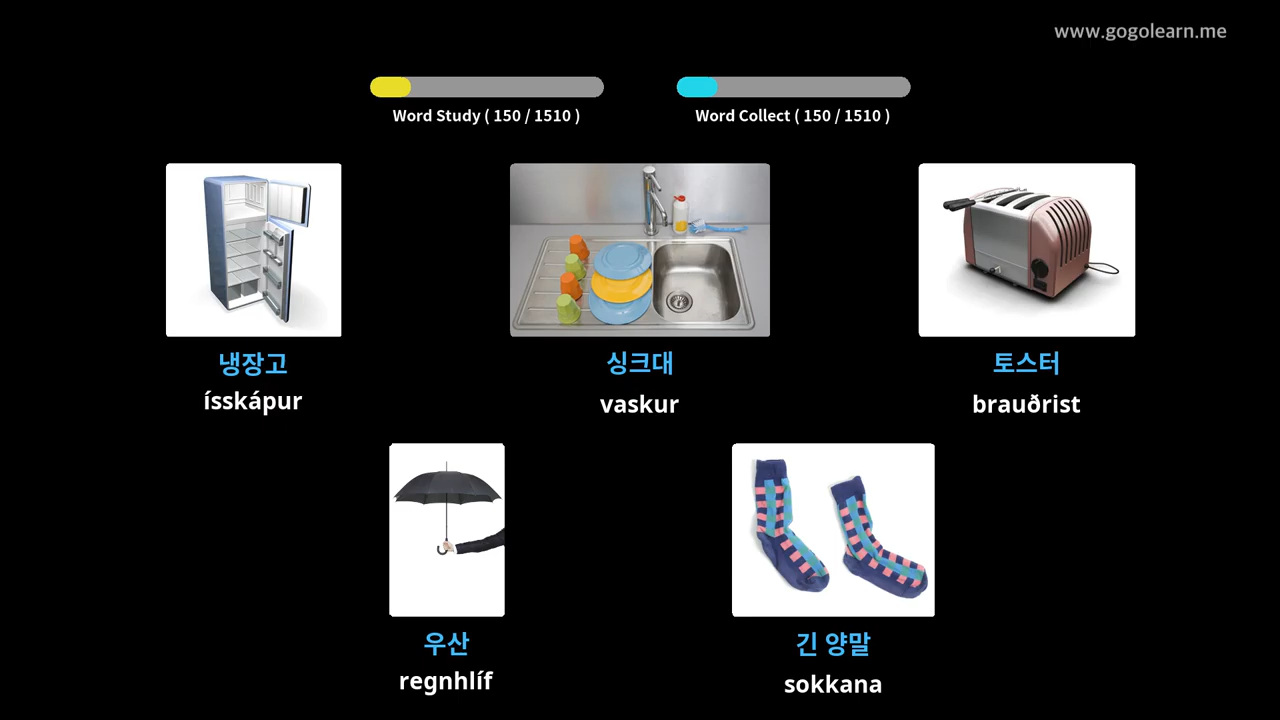 www.gogolearn.me
Word Study ( 150 / 1510 )
Word Collect ( 150 / 1510 )
냉장고
ísskápur
싱크대
vaskur
토스터
brauðrist
우산
regnhlíf
긴 양말
sokkana